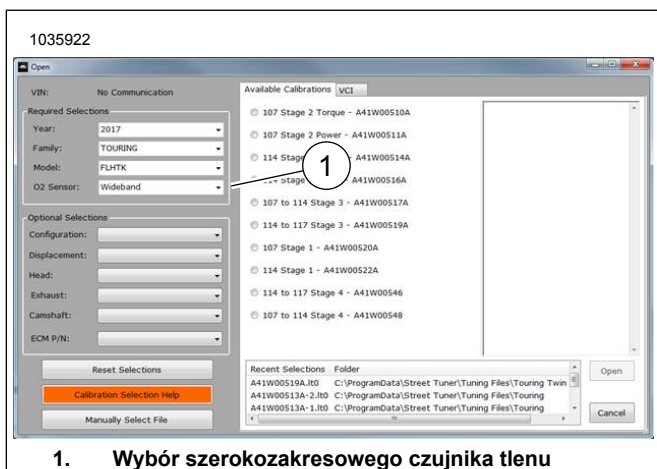 1035922
Open
VIN: No Communication
Required Selections
Year: 2017
Family: TOURING
Model: FLHTK
O2 Sensor: Wideband
Optional Selections
Configuration:
Displacement:
Head:
Exhaust:
Camshaft:
ECM P/N:
Reset Selections
Calibration Selection Help
Manually Select File
Available Calibrations VCI
107 Stage 2 Torque - A41W00510A
107 Stage 2 Power - A41W00511A
114 Stage - A41W00514A
Stage A41W00516A
107 to 114 Stage 3 - A41W00517A
114 to 117 Stage 3 - A41W00519A
107 Stage 1 - A41W00520A
114 Stage 1 - A41W00522A
114 to 117 Stage 4 - A41W00546
107 to 114 Stage 4 - A41W00548
1
Recent Selections Folder
A41W00519A.lt0 C:\ProgramData\Street Tuner\Tuning Files\Touring Twin
A41W00513A-2.lt0 C:\ProgramData\Street Tuner\Tuning Files\Touring
A41W00513A-1.lt0 C:\ProgramData\Street Tuner\Tuning Files\Touring
Open
Cancel
1. Wybór szerokozakresowego czujnika tlenu